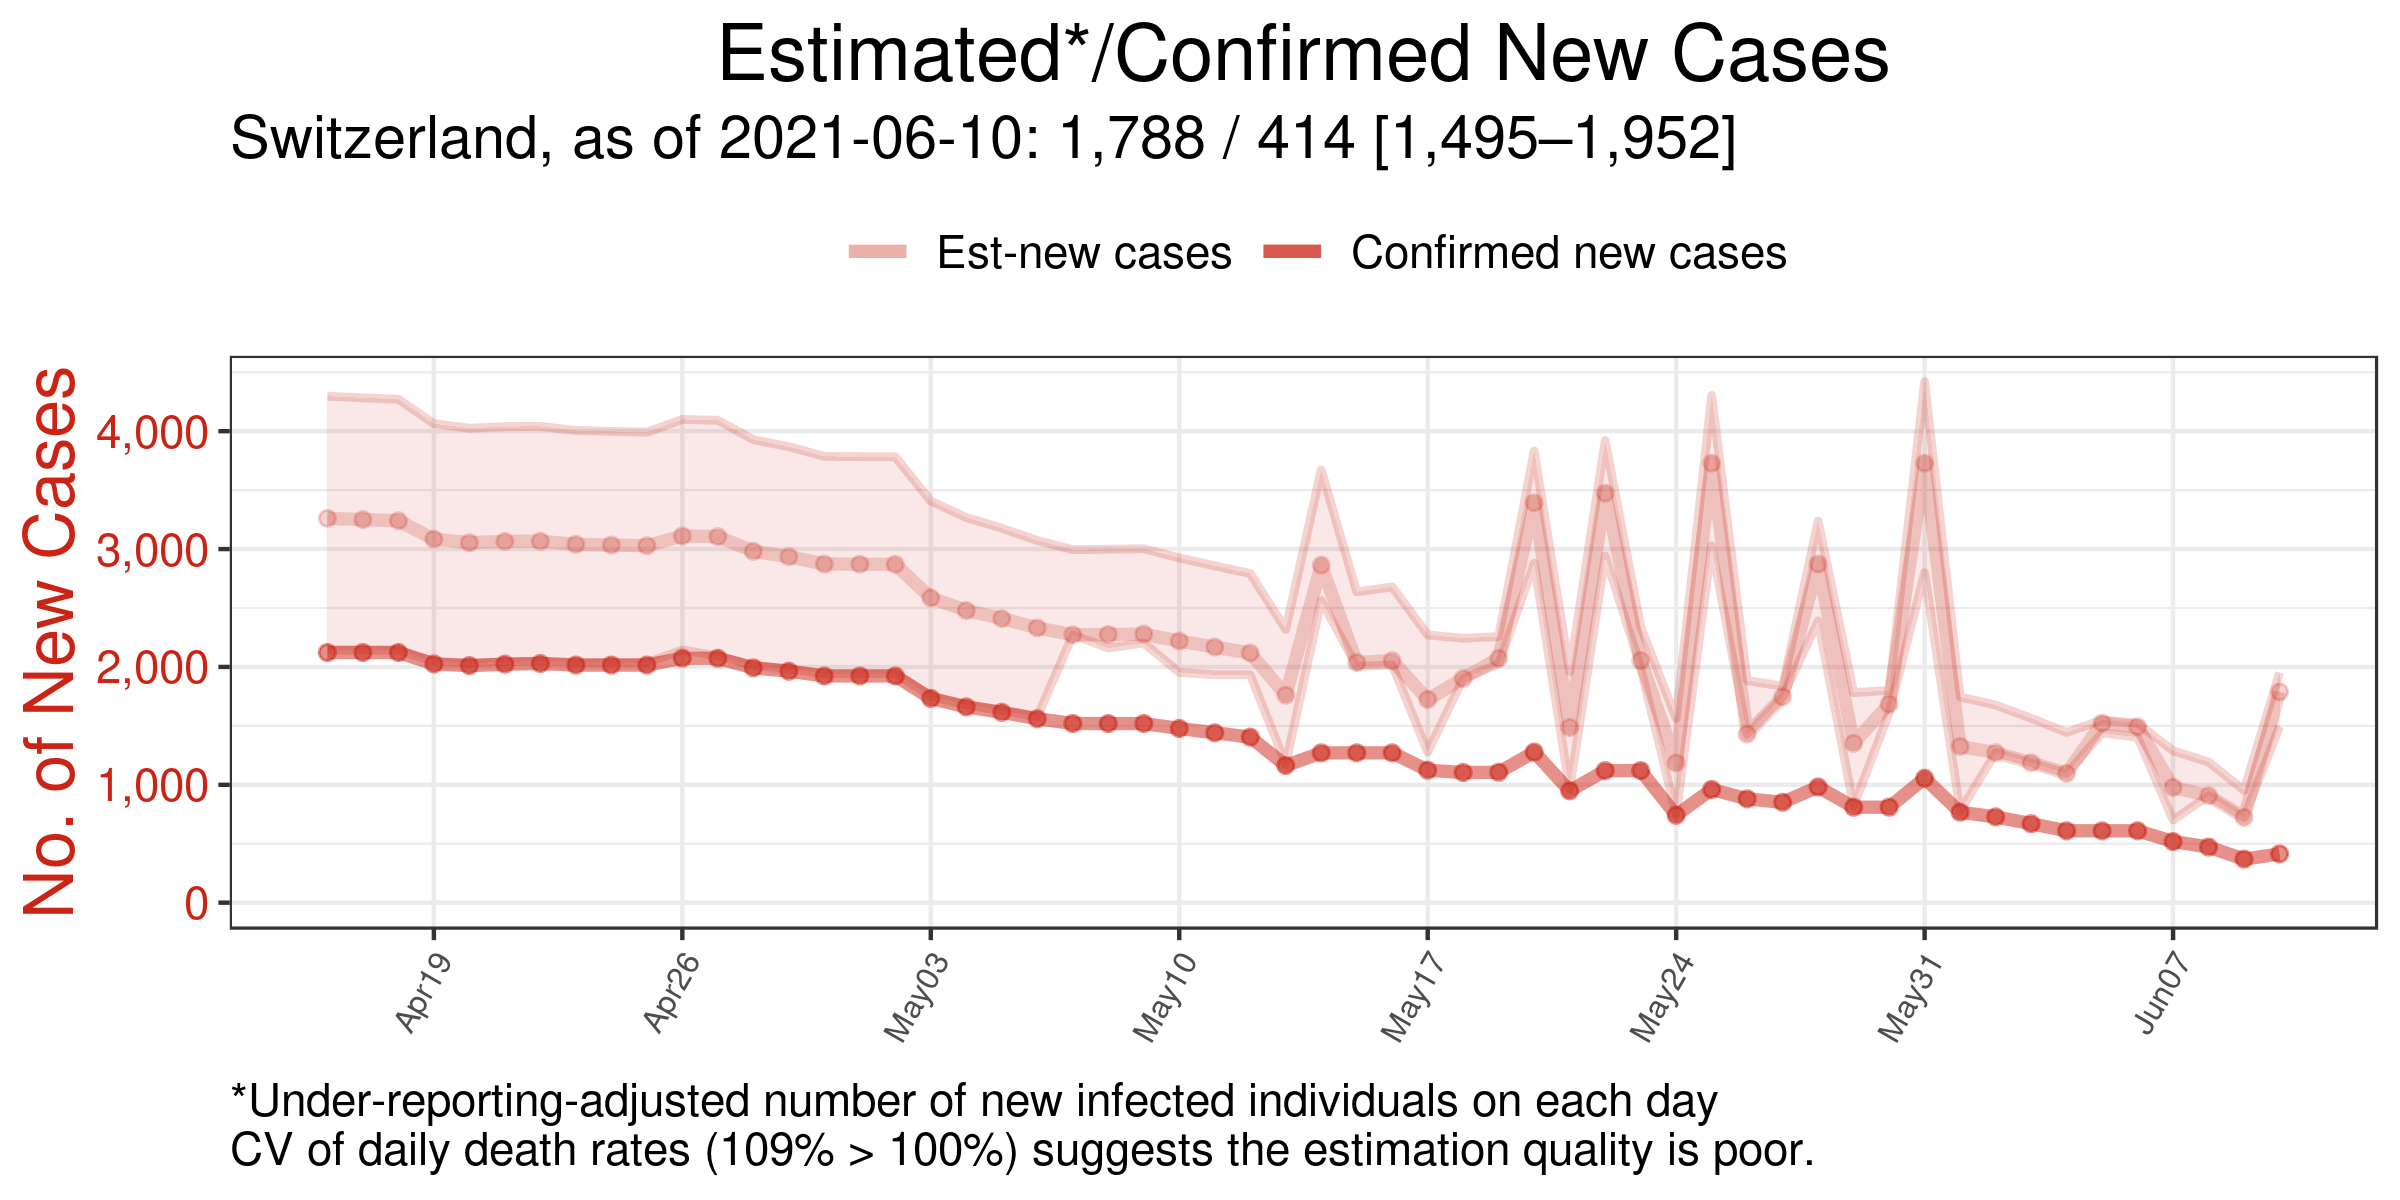 Estimated*/Confirmed New Cases
Switzerland, as of 2021-06-10: 1,788 / 414 [1,495–1,952]
Est-new cases Confirmed new cases
No. of New Cases
4,000
3,000
2,000
1,000
0
Apr19 Apr26 May03 May10 May17 May24 May31 Jun07
*Under-reporting-adjusted number of new infected individuals on each day
CV of daily death rates (109% > 100%) suggests the estimation quality is poor.